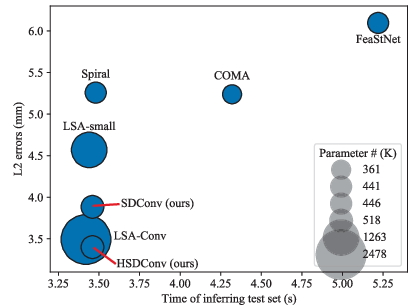 6.0
5.5
5.0
4.5
4.0
3.5
L2 errors (mm)
FeaStNet
Spiral
COMA
LSA-small
SDConv (ours)
LSA-Conv
HSDConv (ours)
Parameter # (K)
361
441
446
518
1263
2478
3.25 3.50 3.75 4.00 4.25 4.50 4.75 5.00 5.25
Time of inferring test set (s)